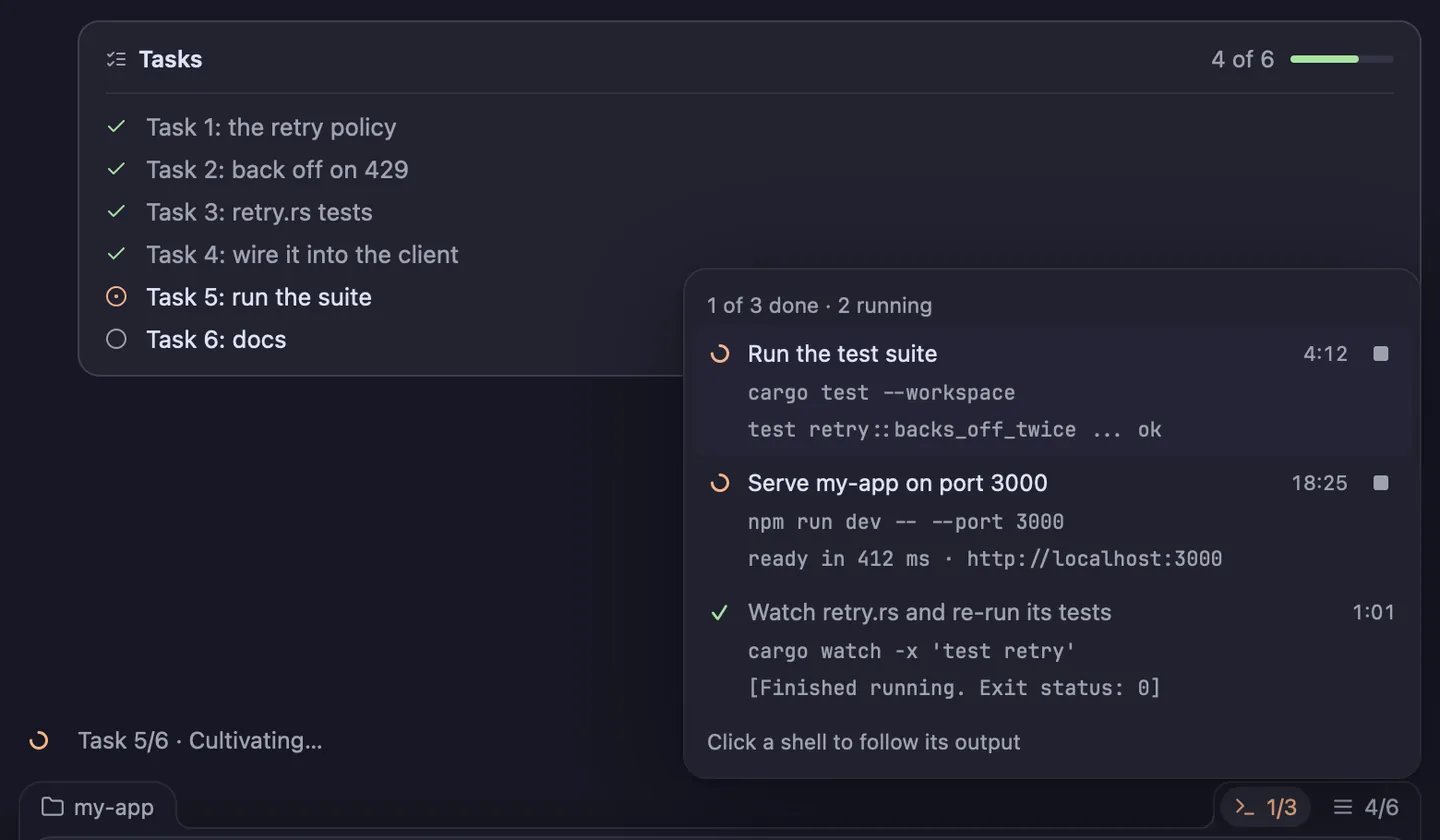 Tasks
4 of 6
Task 1: the retry policy
Task 2: back off on 429
Task 3: retry.rs tests
Task 4: wire it into the client
Task 5: run the suite
Task 6: docs
1 of 3 done · 2 running
Run the test suite 4:12
cargo test --workspace
test retry::backs_off_twice ... ok
Serve my-app on port 3000 18:25
npm run dev -- --port 3000
ready in 412 ms · http://localhost:3000
Watch retry.rs and re-run its tests 1:01
cargo watch -x 'test retry'
[Finished running. Exit status: 0]
Click a shell to follow its output
Task 5/6 · Cultivating...
my-app
1/3
4/6